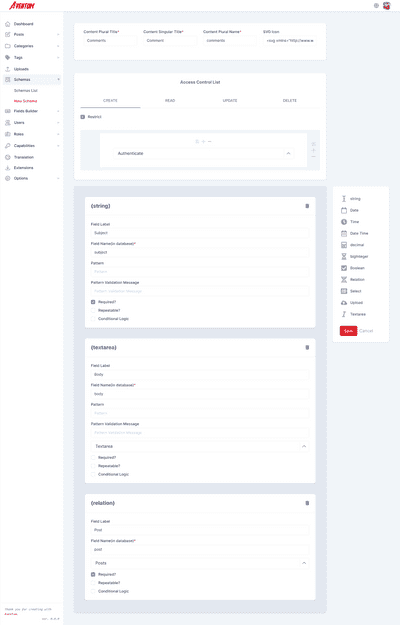 AVENTUM
Dashboard
Posts
Categories
Tags
Uploads
Schemas
Schemas List
New Schema
Fields Builder
Users
Roles
Capabilities
Translation
Extensions
Options
Thank you for creating with
Aventum.
Content Plural Title*
Comments
Content Singular Title*
Comment
Content Plural Name*
comments
SVG Icon
<svg xmlns="http://www.w
Access Control List
CREATE
READ
UPDATE
DELETE
Restrict
Authenticate
(string)
Field Label
Subject
Field Name(in database)*
subject
Pattern
Pattern
Pattern Validation Message
Pattern Validation Message
Required?
Repeatable?
Conditional Logic
(textarea)
Field Label
Body
Field Name(in database)*
body
Pattern
Pattern
Pattern Validation Message
Pattern Validation Message
Textarea
Required?
Repeatable?
Conditional Logic
(relation)
Field Label
Post
Field Name(in database)*
post
Posts
Required?
Repeatable?
Conditional Logic
string
Date
Time
Date Time
decimal
bigInteger
Boolean
Relation
Select
Upload
Textarea
Save
Cancel